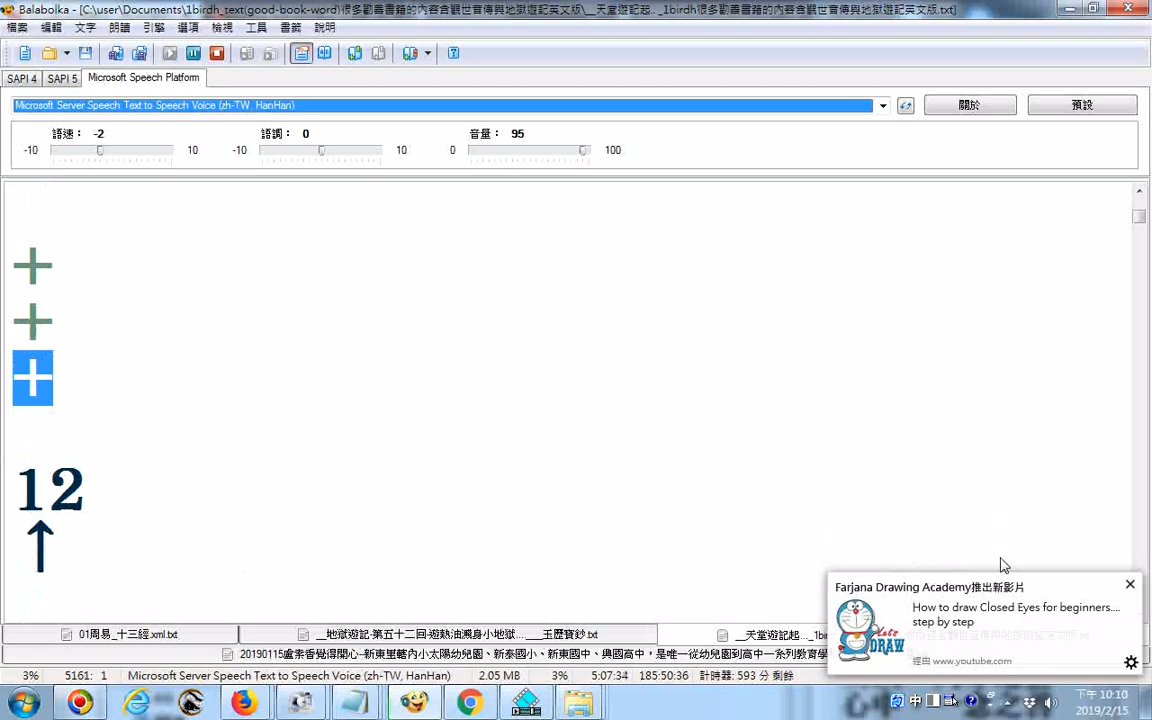 Balabolka - [C:\user\Documents\1birdh_text(good-book-word)很多勸善書籍的內容含觀世音傳與地獄遊記英文版\__天堂遊記起.._1birdh很多勸善書籍的內容含觀世音傳與地獄遊記英文版.txt]
檔案 編輯 文字 朗讀 引擎 選項 檢視 工具 書籤 說明
SAPI 4 SAPI 5 Microsoft Speech Platform
Microsoft Server Speech Text to Speech Voice (zh-TW, HanHan) 關於 預設
語速： -2 語調： 0 音量： 95
-10 10 -10 10 0 100
+
+
+
12
↑
Farjana Drawing Academy推出新影片
How to draw Closed Eyes for beginners....
step by step
Let's
DRAW
經由 www.youtube.com
01周易_十三經.xml.txt __地獄遊記-第五十二回-遊熱油濺身小地獄....___玉歷寶鈔.txt __天堂遊記起..._1bir
20190115盧素香覺得開心~新東里轄內小太陽幼兒園、新泰國小、新東國中、興國高中，是唯一從幼兒園到高中一系列教育學
3% 5161: 1 Microsoft Server Speech Text to Speech Voice (zh-TW, HanHan) 2.05 MB 3% 5:07:34 185:50:36 計時器: 593 分 剩餘
中 下午 10:10
2019/2/15